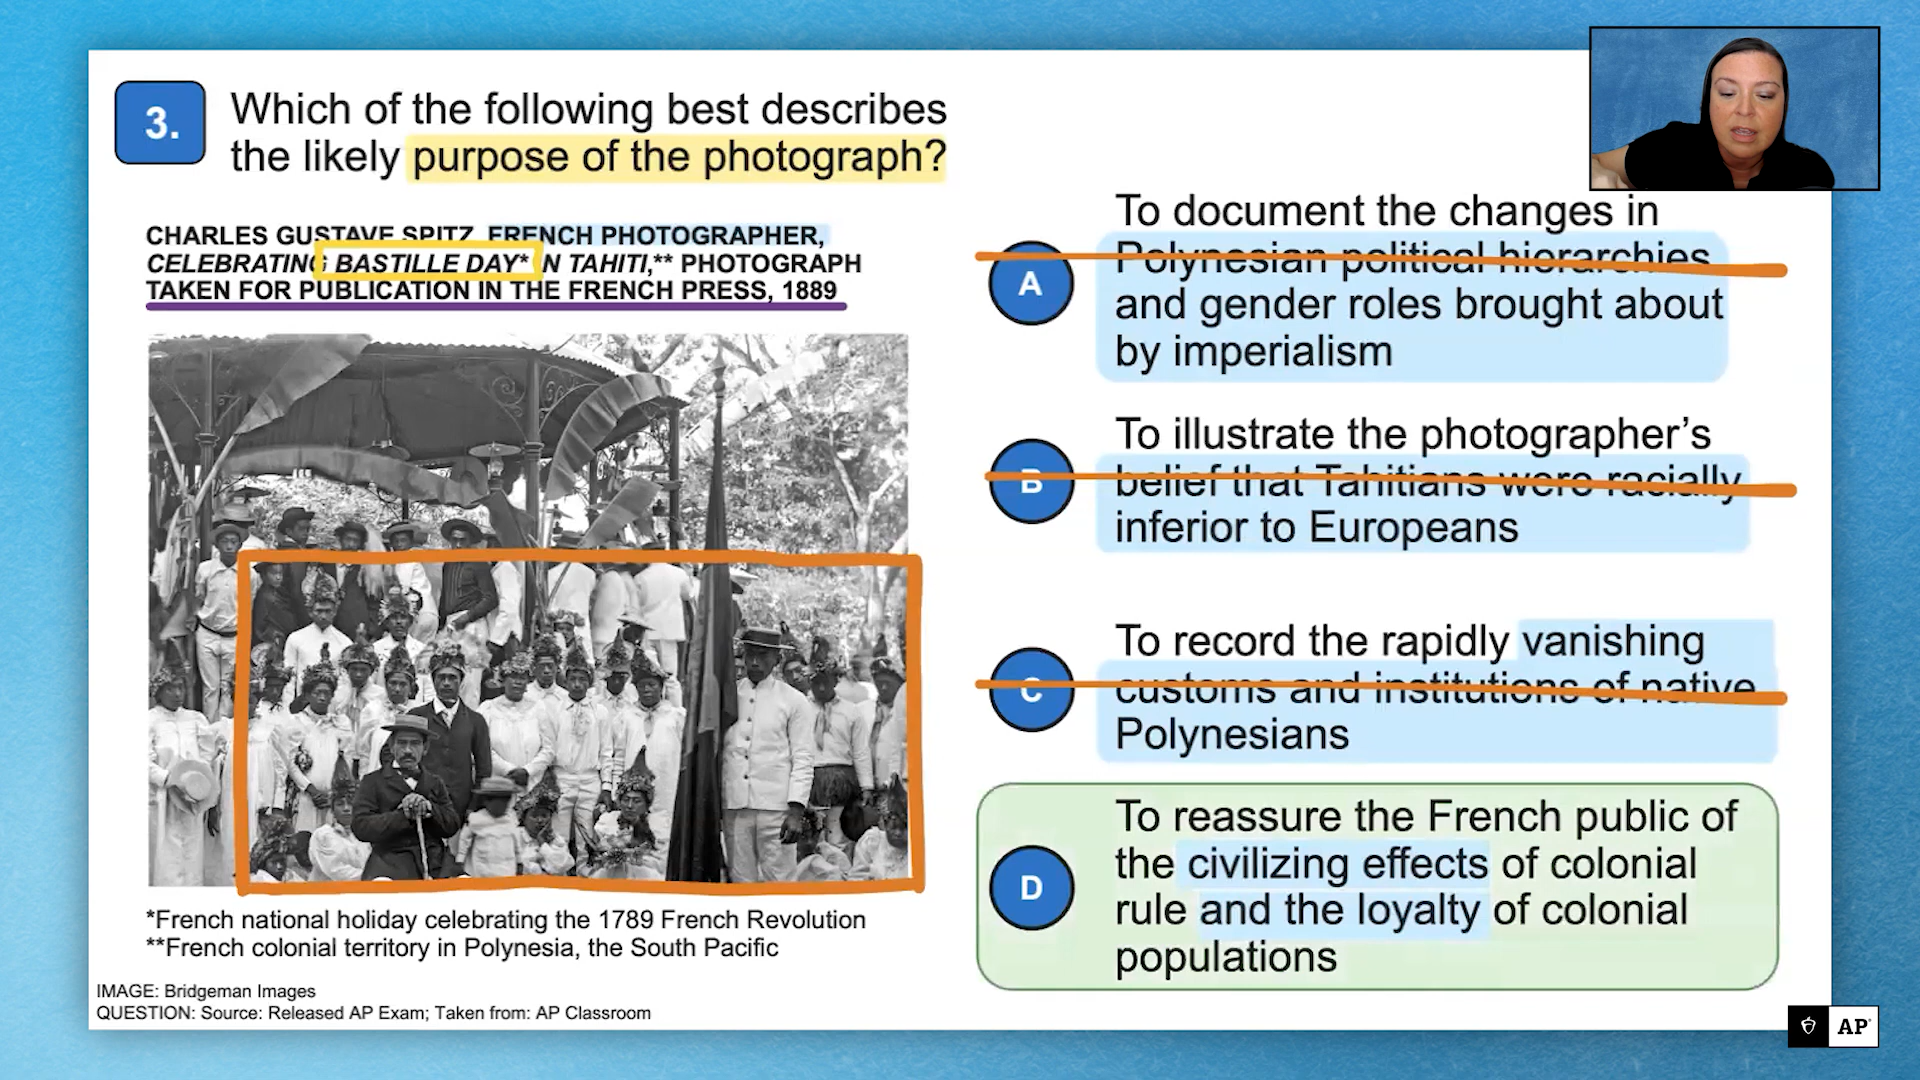 3.
Which of the following best describes
the likely purpose of the photograph?
CHARLES GUSTAVE SPITZ, FRENCH PHOTOGRAPHER,
CELEBRATING BASTILLE DAY* IN TAHITI,** PHOTOGRAPH
TAKEN FOR PUBLICATION IN THE FRENCH PRESS, 1889
*French national holiday celebrating the 1789 French Revolution
**French colonial territory in Polynesia, the South Pacific
IMAGE: Bridgeman Images
QUESTION: Source: Released AP Exam; Taken from: AP Classroom
A
To document the changes in
Polynesian political hierarchies
and gender roles brought about
by imperialism
B
To illustrate the photographer's
belief that Tahitians were racially
inferior to Europeans
C
To record the rapidly vanishing
customs and institutions of native
Polynesians
D
To reassure the French public of
the civilizing effects of colonial
rule and the loyalty of colonial
populations
AP